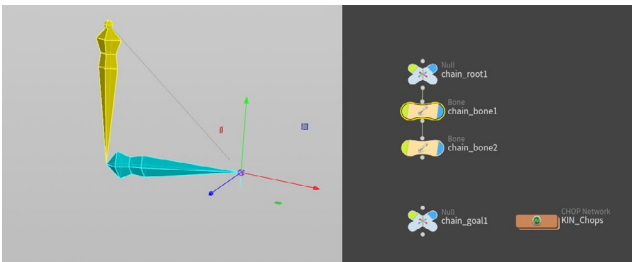 Null
chain_root1
Bone
chain_bone1
Bone
chain_bone2
Null
chain_goal1
CHOP Network
KIN_Chops